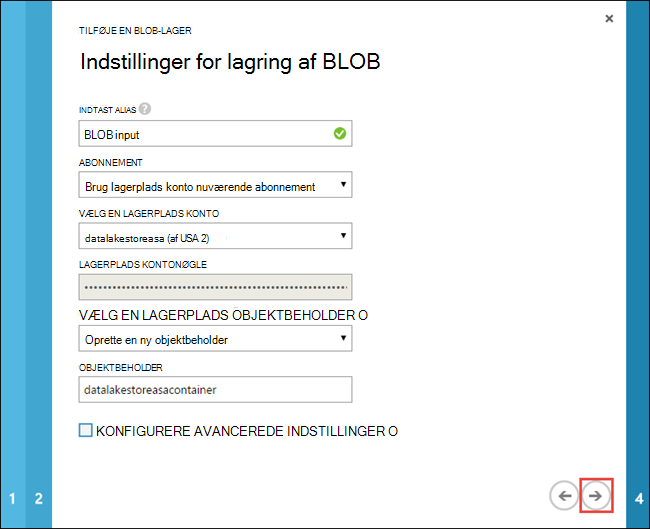 TILFØJE EN BLOB-LAGER
Indstillinger for lagring af BLOB
INDTAST ALIAS ?
BLOB input
ABONNEMENT
Brug lagerplads konto nuværende abonnement
VÆLG EN LAGERPLADS KONTO
datalakestoreasa (af USA 2)
LAGERPLADS KONTONØGLE
VÆLG EN LAGERPLADS OBJEKTBEHOLDER O
Oprette en ny objektbeholder
OBJEKTBEHOLDER
datalakestoreasacontainer
KONFIGURERE AVANCEREDE INDSTILLINGER O
1 2 4